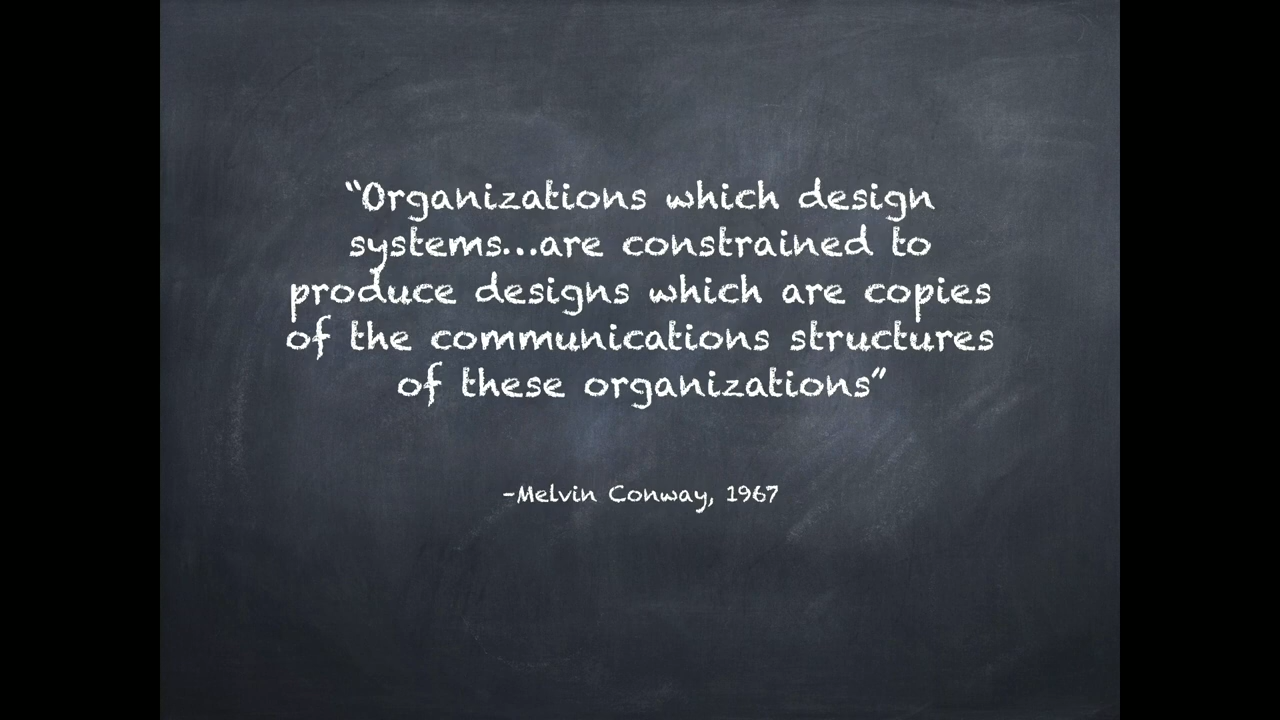 “Organizations which design
systems...are constrained to
produce designs which are copies
of the communications structures
of these organizations”
-Melvin Conway, 1967